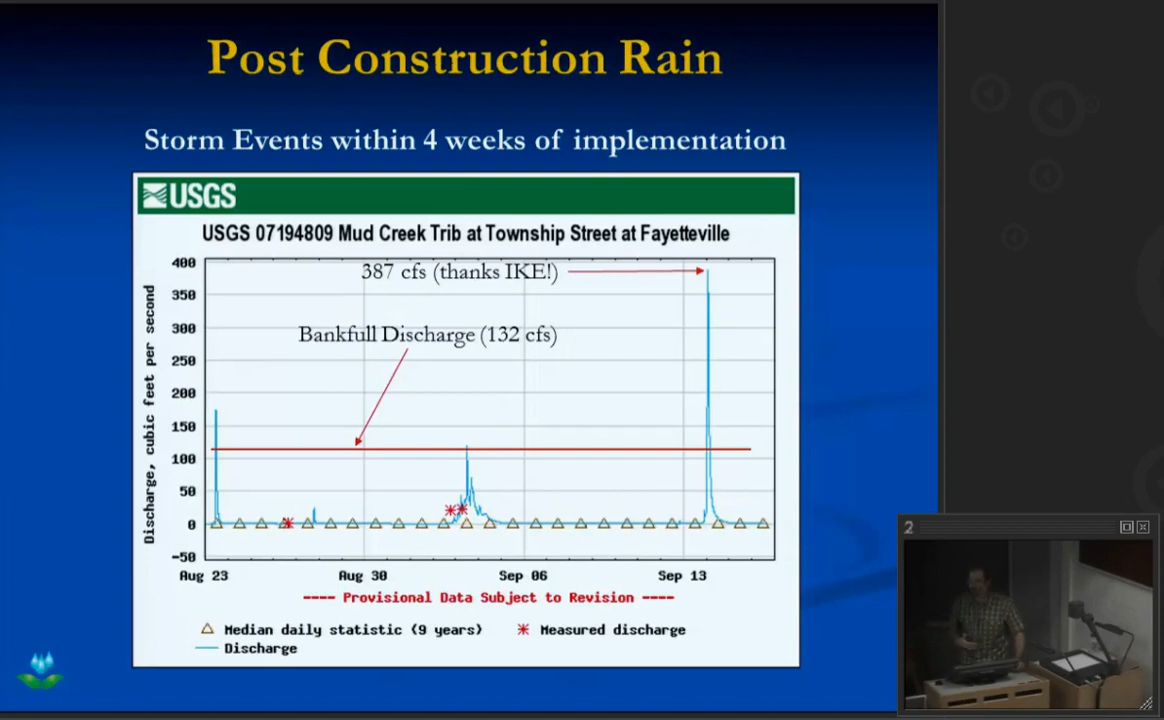 Post Construction Rain
Storm Events within 4 weeks of implementation
USGS
USGS 07194809 Mud Creek Trib at Township Street at Fayetteville
Discharge, cubic feet per second
400
350
300
250
200
150
100
50
0
-50
387 cfs (thanks IKE!)
Bankfull Discharge (132 cfs)
Aug 23 Aug 30 Sep 06 Sep 13
---- Provisional Data Subject to Revision ----
Median daily statistic (9 years) Measured discharge
Discharge
2